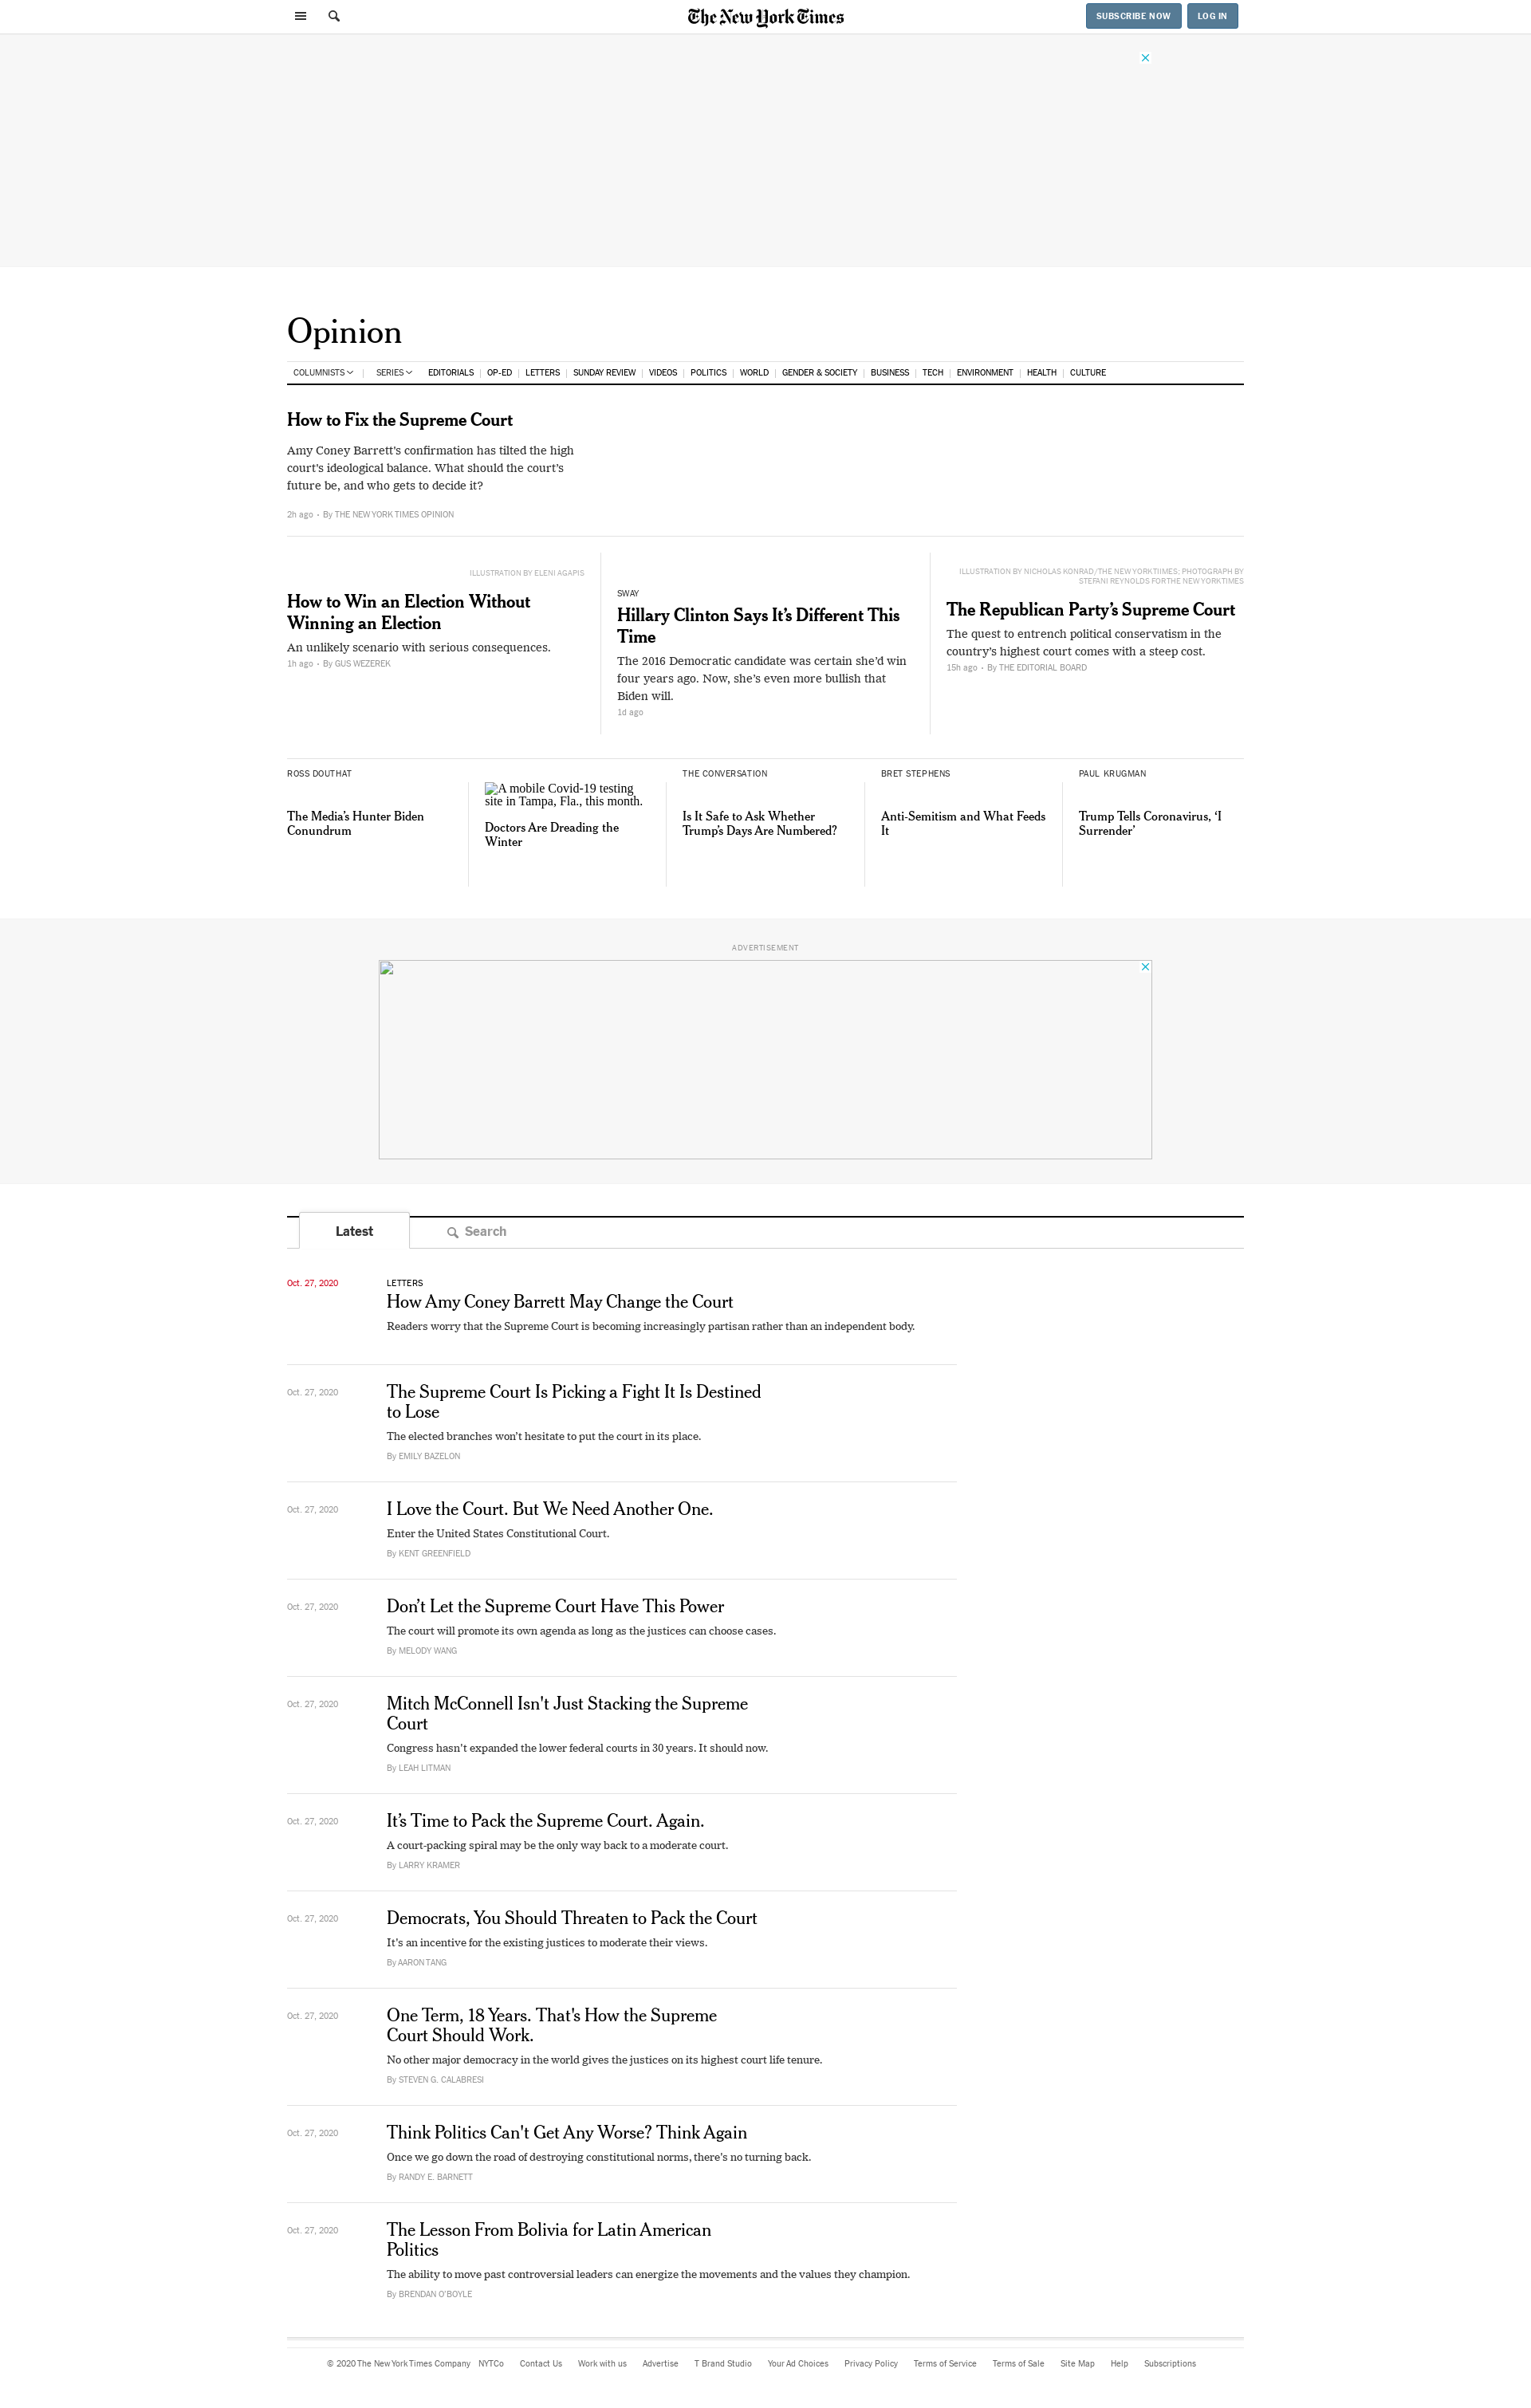 The New York Times
SUBSCRIBE NOW
LOG IN
Opinion
COLUMNISTS
SERIES
EDITORIALS
OP-ED
LETTERS
SUNDAY REVIEW
VIDEOS
POLITICS
WORLD
GENDER & SOCIETY
BUSINESS
TECH
ENVIRONMENT
HEALTH
CULTURE
How to Fix the Supreme Court
Amy Coney Barrett's confirmation has tilted the high
court's ideological balance. What should the court's
future be, and who gets to decide it?
2h ago • By THE NEW YORK TIMES OPINION
ILLUSTRATION BY ELENI AGAPIS
How to Win an Election Without
Winning an Election
An unlikely scenario with serious consequences.
1h ago • By GUS WEZEREK
SWAY
Hillary Clinton Says It’s Different This
Time
The 2016 Democratic candidate was certain she'd win
four years ago. Now, she's even more bullish that
Biden will.
1d ago
ILLUSTRATION BY NICHOLAS KONRAD/THE NEW YORK TIIMES; PHOTOGRAPH BY
STEFANI REYNOLDS FOR THE NEW YORK TIMES
The Republican Party’s Supreme Court
The quest to entrench political conservatism in the
country's highest court comes with a steep cost.
15h ago • By THE EDITORIAL BOARD
ROSS DOUTHAT
The Media’s Hunter Biden
Conundrum
A mobile Covid-19 testing
site in Tampa, Fla., this month.
Doctors Are Dreading the
Winter
THE CONVERSATION
Is It Safe to Ask Whether
Trump’s Days Are Numbered?
BRET STEPHENS
Anti-Semitism and What Feeds
It
PAUL KRUGMAN
Trump Tells Coronavirus, ‘I
Surrender’
ADVERTISEMENT
Latest
Search
Oct. 27, 2020
LETTERS
How Amy Coney Barrett May Change the Court
Readers worry that the Supreme Court is becoming increasingly partisan rather than an independent body.
Oct. 27, 2020
The Supreme Court Is Picking a Fight It Is Destined
to Lose
The elected branches won’t hesitate to put the court in its place.
By EMILY BAZELON
Oct. 27, 2020
I Love the Court. But We Need Another One.
Enter the United States Constitutional Court.
By KENT GREENFIELD
Oct. 27, 2020
Don’t Let the Supreme Court Have This Power
The court will promote its own agenda as long as the justices can choose cases.
By MELODY WANG
Oct. 27, 2020
Mitch McConnell Isn't Just Stacking the Supreme
Court
Congress hasn’t expanded the lower federal courts in 30 years. It should now.
By LEAH LITMAN
Oct. 27, 2020
It’s Time to Pack the Supreme Court. Again.
A court-packing spiral may be the only way back to a moderate court.
By LARRY KRAMER
Oct. 27, 2020
Democrats, You Should Threaten to Pack the Court
It's an incentive for the existing justices to moderate their views.
By AARON TANG
Oct. 27, 2020
One Term, 18 Years. That's How the Supreme
Court Should Work.
No other major democracy in the world gives the justices on its highest court life tenure.
By STEVEN G. CALABRESI
Oct. 27, 2020
Think Politics Can't Get Any Worse? Think Again
Once we go down the road of destroying constitutional norms, there’s no turning back.
By RANDY E. BARNETT
Oct. 27, 2020
The Lesson From Bolivia for Latin American
Politics
The ability to move past controversial leaders can energize the movements and the values they champion.
By BRENDAN O'BOYLE
© 2020 The New York Times Company
NYTCo
Contact Us
Work with us
Advertise
T Brand Studio
Your Ad Choices
Privacy Policy
Terms of Service
Terms of Sale
Site Map
Help
Subscriptions